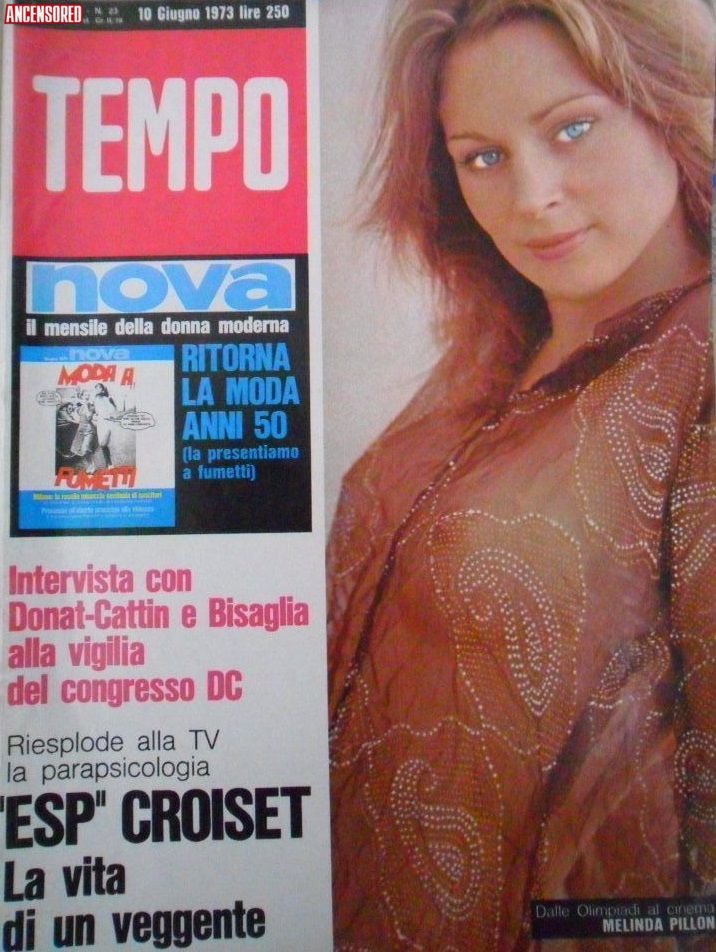 ANCENSORED
N. 23
10 Giugno 1973 lire 250
TEMPO
nova
il mensile della donna moderna
nova
MODA A
FUMETTI
RITORNA
LA MODA
ANNI 50
(la presentiamo
a fumetti)
Intervista con
Donat-Cattin e Bisaglia
alla vigilia
del congresso DC
Riesplode alla TV
la parapsicologia
"ESP" CROISET
La vita
di un veggente
Dalle Olimpiadi al cinema
MELINDA PILLON